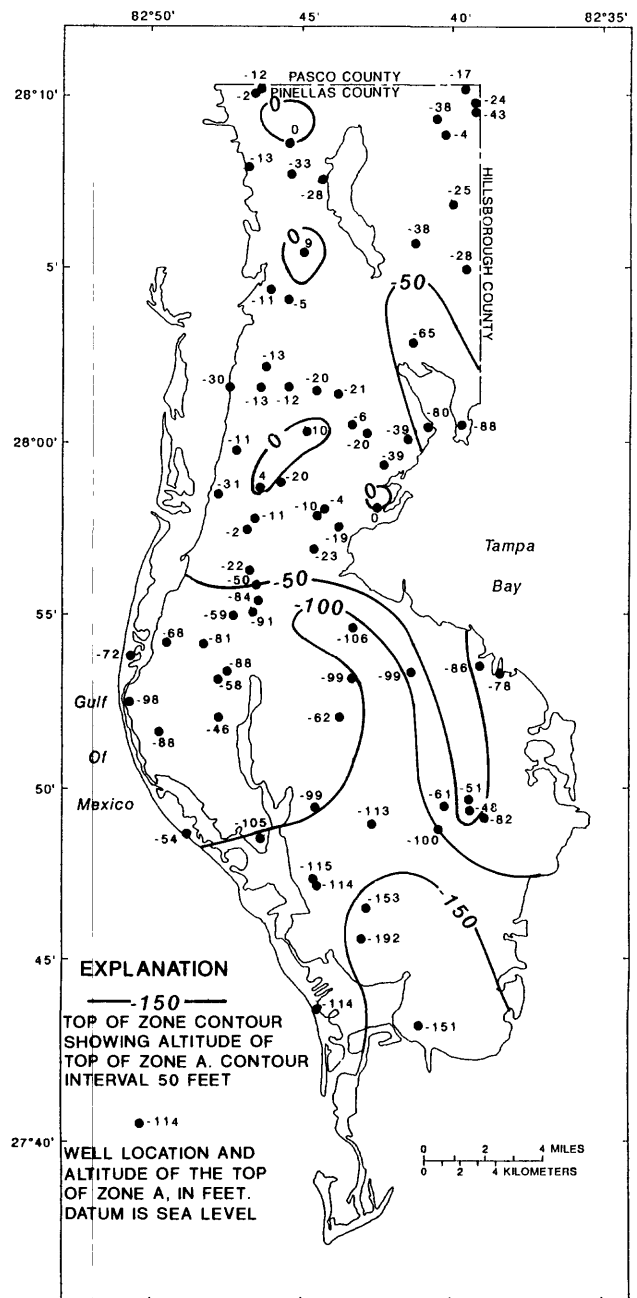 82°50' 45' 40' 82°35'
28°10'
-12 PASCO COUNTY -17
-2 PINELLAS COUNTY -24
0 -38 -43
0 -4
-13 -33
-28
HILLSBOROUGH COUNTY
-25
0 -38
9
5' -28
-11 -5 -50
-65
-13
-30 -13 -12 -20 -21
-6 -80
28°00' 0 10 -20 -39 -88
-11 -39
4 -20
-31 0
-10 -4 0
-11
-2 -19
-23 Tampa
-22 Bay
-50 -50
-84 -100
55' -59 -91
-106
-68 -81
-72 -88 -99 -99 -86
-58 -78
Gulf -98
-46 -62
-88
Of
50' -51
Mexico -99 -61 -48
-113 -82
-54 -105 -100
-115
-114
-153 -150
-192
45'
EXPLANATION
-150
-114
TOP OF ZONE CONTOUR
SHOWING ALTITUDE OF
TOP OF ZONE A. CONTOUR
INTERVAL 50 FEET
-151
-114
27°40'
WELL LOCATION AND
ALTITUDE OF THE TOP
OF ZONE A, IN FEET.
DATUM IS SEA LEVEL
0 2 4 MILES
0 2 4 KILOMETERS